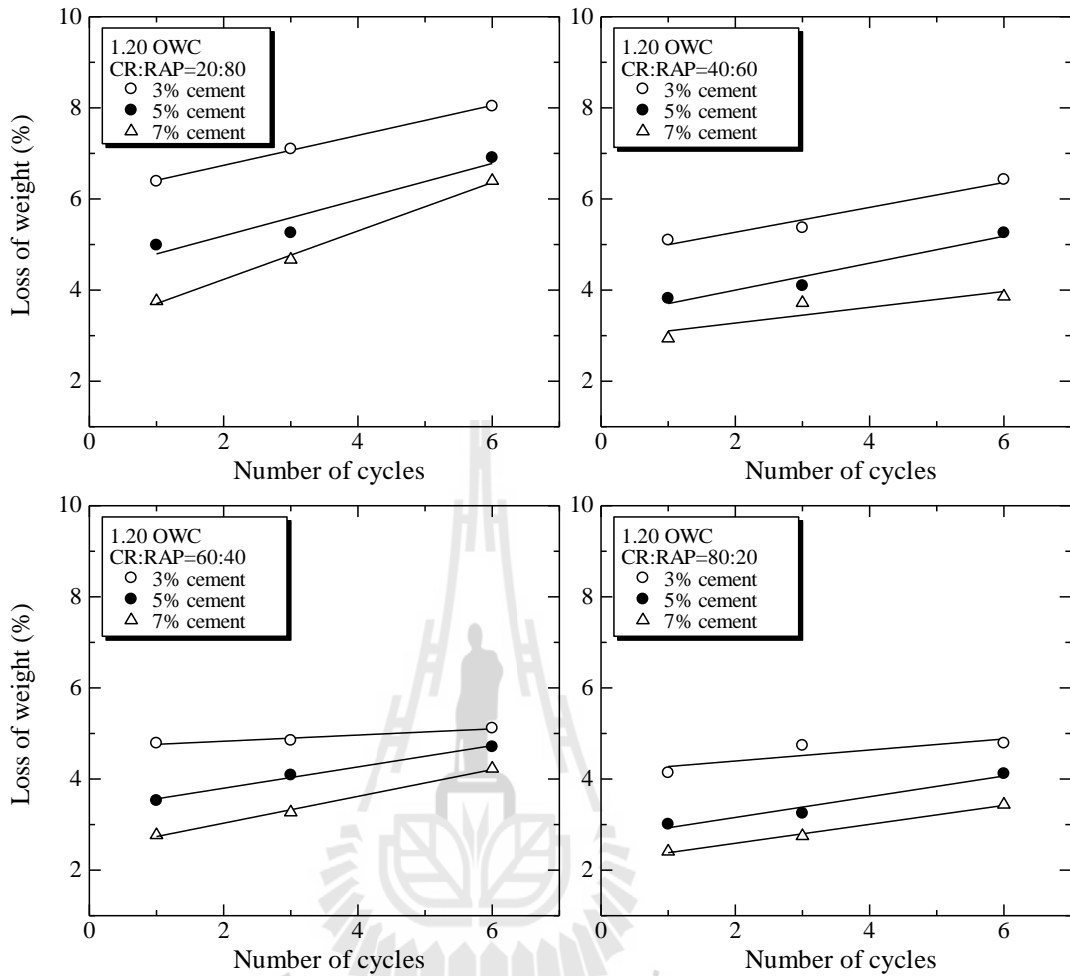 10
8
6
4
2
0
2
4
6
Loss of weight (%)
Number of cycles
1.20 OWC
CR:RAP=20:80
3% cement
5% cement
7% cement
10
8
6
4
2
0
2
4
6
Number of cycles
1.20 OWC
CR:RAP=40:60
3% cement
5% cement
7% cement
10
8
6
4
2
0
2
4
6
Loss of weight (%)
Number of cycles
1.20 OWC
CR:RAP=60:40
3% cement
5% cement
7% cement
10
8
6
4
2
0
2
4
6
Number of cycles
1.20 OWC
CR:RAP=80:20
3% cement
5% cement
7% cement